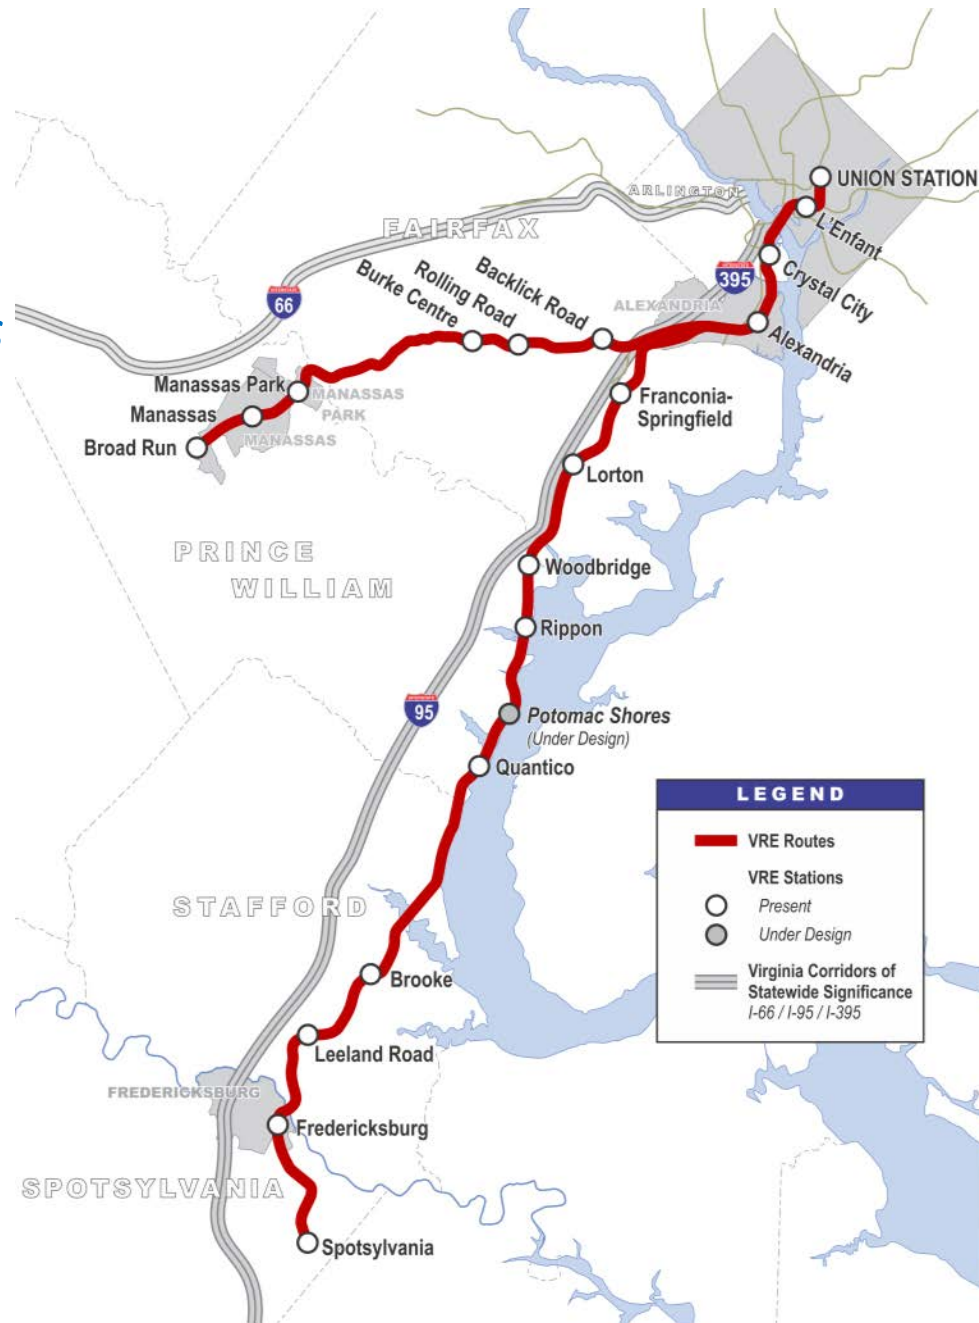 UNION STATION
ARLINGTON
L'Enfant
FAIRFAX
Crystal City
395
66
Backlick Road
Rolling Road
Burke Centre
ALEXANDRIA
Alexandria
Manassas Park
MANASSAS
PARK
Franconia-
Springfield
Manassas
MANASSAS
Broad Run
Lorton
PRINCE
WILLIAM
Woodbridge
Rippon
95
Potomac Shores
(Under Design)
Quantico
LEGEND
VRE Routes
VRE Stations
Present
Under Design
Virginia Corridors of
Statewide Significance
I-66 / I-95 / I-395
STAFFORD
Brooke
Leeland Road
FREDERICKSBURG
Fredericksburg
SPOTSYLVANIA
Spotsylvania